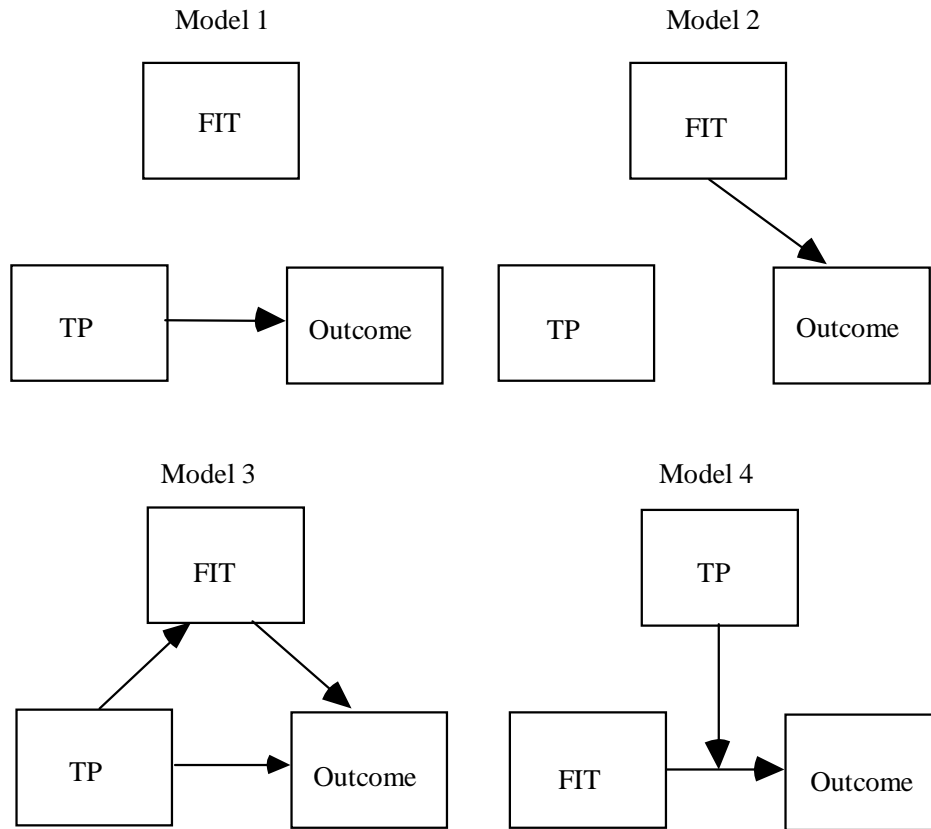 Model 1
FIT
TP
Outcome
Model 2
FIT
TP
Outcome
Model 3
FIT
TP
Outcome
Model 4
TP
FIT
Outcome